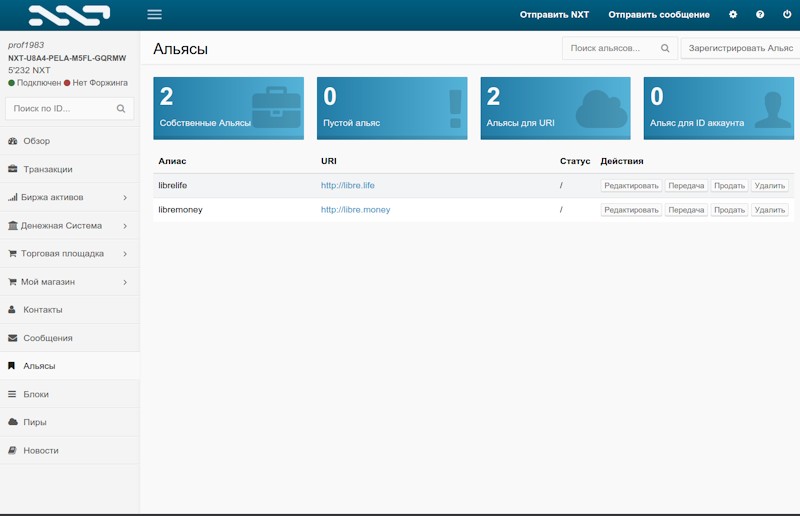 NXT
Отправить NXT Отправить сообщение
prof1983
NXT-U8A4-PELA-M5FL-GQRMW
5'232 NXT
Подключен Нет Форжинга
Поиск по ID...
Обзор
Транзакции
Биржа активов
Денежная Система
Торговая площадка
Мой магазин
Контакты
Сообщения
Альясы
Блоки
Пиры
Новости
Альясы
Поиск альясов... Зарегистрировать Альяс
2 0 2 0
Собственные Альясы Пустой альяс Альясы для URI Альяс для ID аккаунта
Алиас URI Статус Действия
librelife http://libre.life / Редактировать Передача Продать Удалить
libremoney http://libre.money / Редактировать Передача Продать Удалить